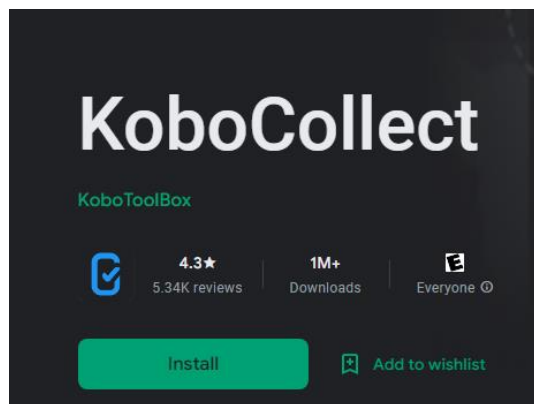 KoboCollect
KoboToolBox
4.3★ 1M+ E
5.34K reviews Downloads Everyone
Install Add to wishlist